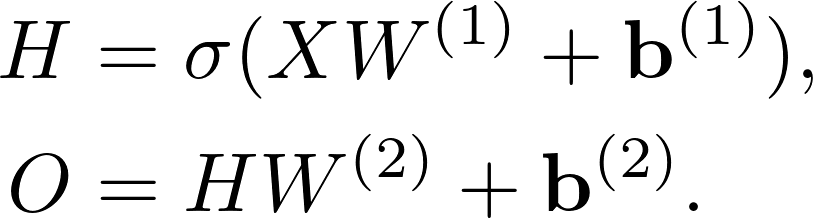 H = σ(XW⁽¹⁾ + b⁽¹⁾),
O = HW⁽²⁾ + b⁽²⁾.